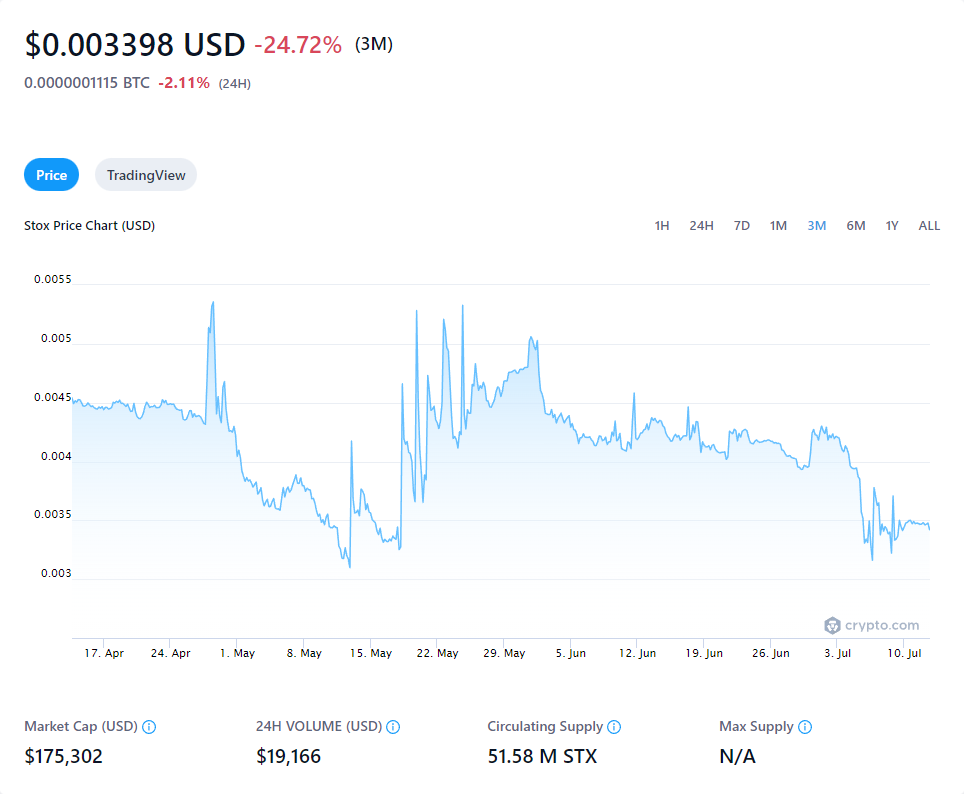 $0.003398 USD -24.72% (3M)
0.0000001115 BTC -2.11% (24H)
Price TradingView
Stox Price Chart (USD) 1H 24H 7D 1M 3M 6M 1Y ALL
0.0055
0.005
0.0045
0.004
0.0035
0.003
crypto.com
17. Apr 24. Apr 1. May 8. May 15. May 22. May 29. May 5. Jun 12. Jun 19. Jun 26. Jun 3. Jul 10. Jul
Market Cap (USD) 24H VOLUME (USD) Circulating Supply Max Supply
$175,302 $19,166 51.58 M STX N/A